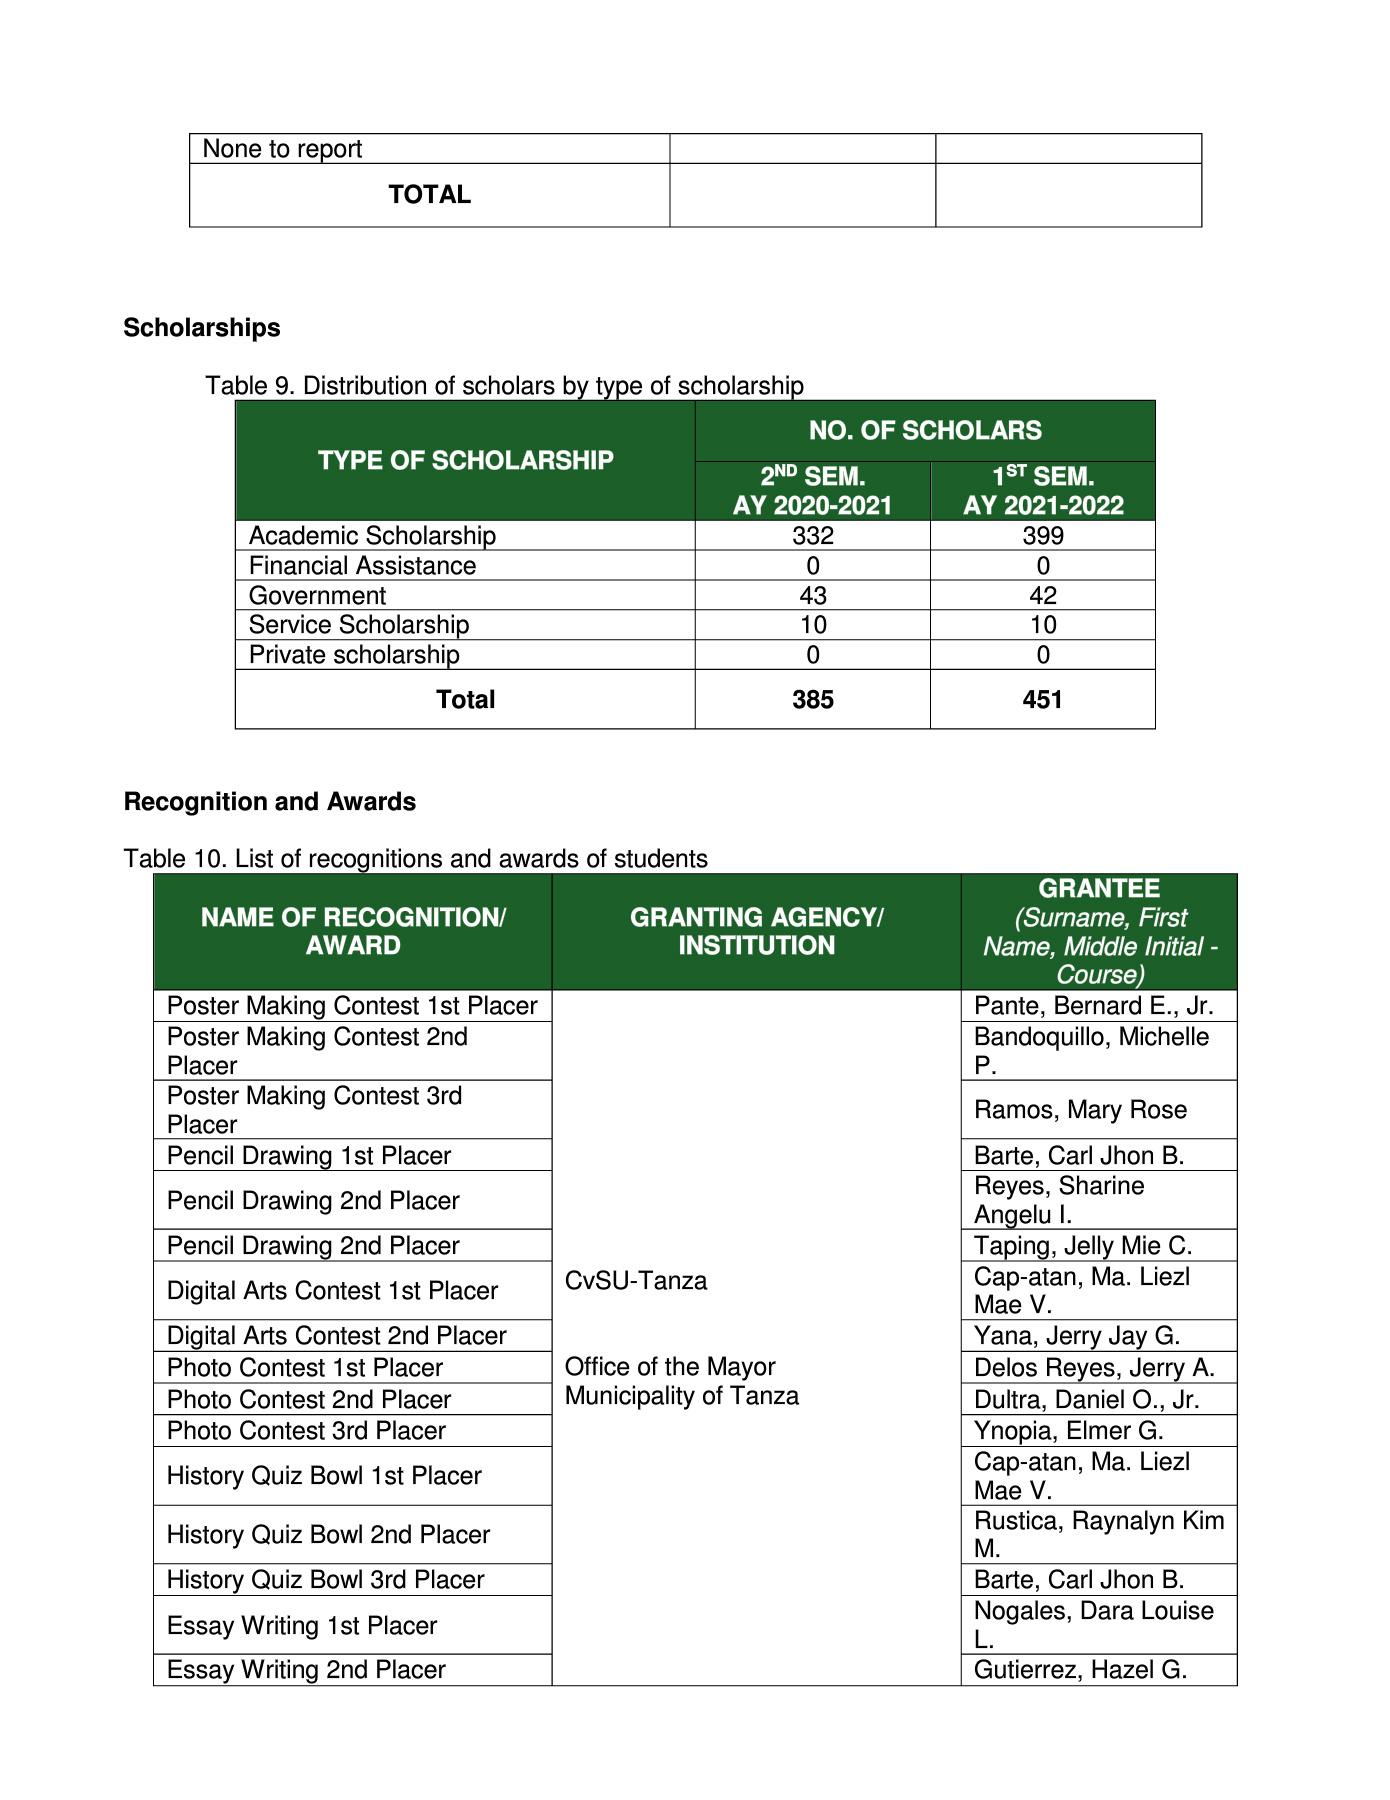 None to report
TOTAL
Scholarships
Table 9. Distribution of scholars by type of scholarship
TYPE OF SCHOLARSHIP
NO. OF SCHOLARS
2ND SEM.
AY 2020-2021
1ST SEM.
AY 2021-2022
Academic Scholarship 332 399
Financial Assistance 0 0
Government 43 42
Service Scholarship 10 10
Private scholarship 0 0
Total 385 451
Recognition and Awards
Table 10. List of recognitions and awards of students
NAME OF RECOGNITION/
AWARD
GRANTING AGENCY/
INSTITUTION
GRANTEE
(Surname, First
Name, Middle Initial -
Course)
Poster Making Contest 1st Placer Pante, Bernard E., Jr.
Poster Making Contest 2nd
Placer
Bandoquillo, Michelle
P.
Poster Making Contest 3rd
Placer
Ramos, Mary Rose
Pencil Drawing 1st Placer Barte, Carl Jhon B.
Pencil Drawing 2nd Placer
Reyes, Sharine
Angelu I.
Pencil Drawing 2nd Placer Taping, Jelly Mie C.
CvSU-Tanza
Digital Arts Contest 1st Placer
Cap-atan, Ma. Liezl
Mae V.
Digital Arts Contest 2nd Placer Yana, Jerry Jay G.
Office of the Mayor
Municipality of Tanza
Photo Contest 1st Placer Delos Reyes, Jerry A.
Photo Contest 2nd Placer Dultra, Daniel O., Jr.
Photo Contest 3rd Placer Ynopia, Elmer G.
History Quiz Bowl 1st Placer
Cap-atan, Ma. Liezl
Mae V.
History Quiz Bowl 2nd Placer
Rustica, Raynalyn Kim
M.
History Quiz Bowl 3rd Placer Barte, Carl Jhon B.
Essay Writing 1st Placer
Nogales, Dara Louise
L.
Essay Writing 2nd Placer Gutierrez, Hazel G.